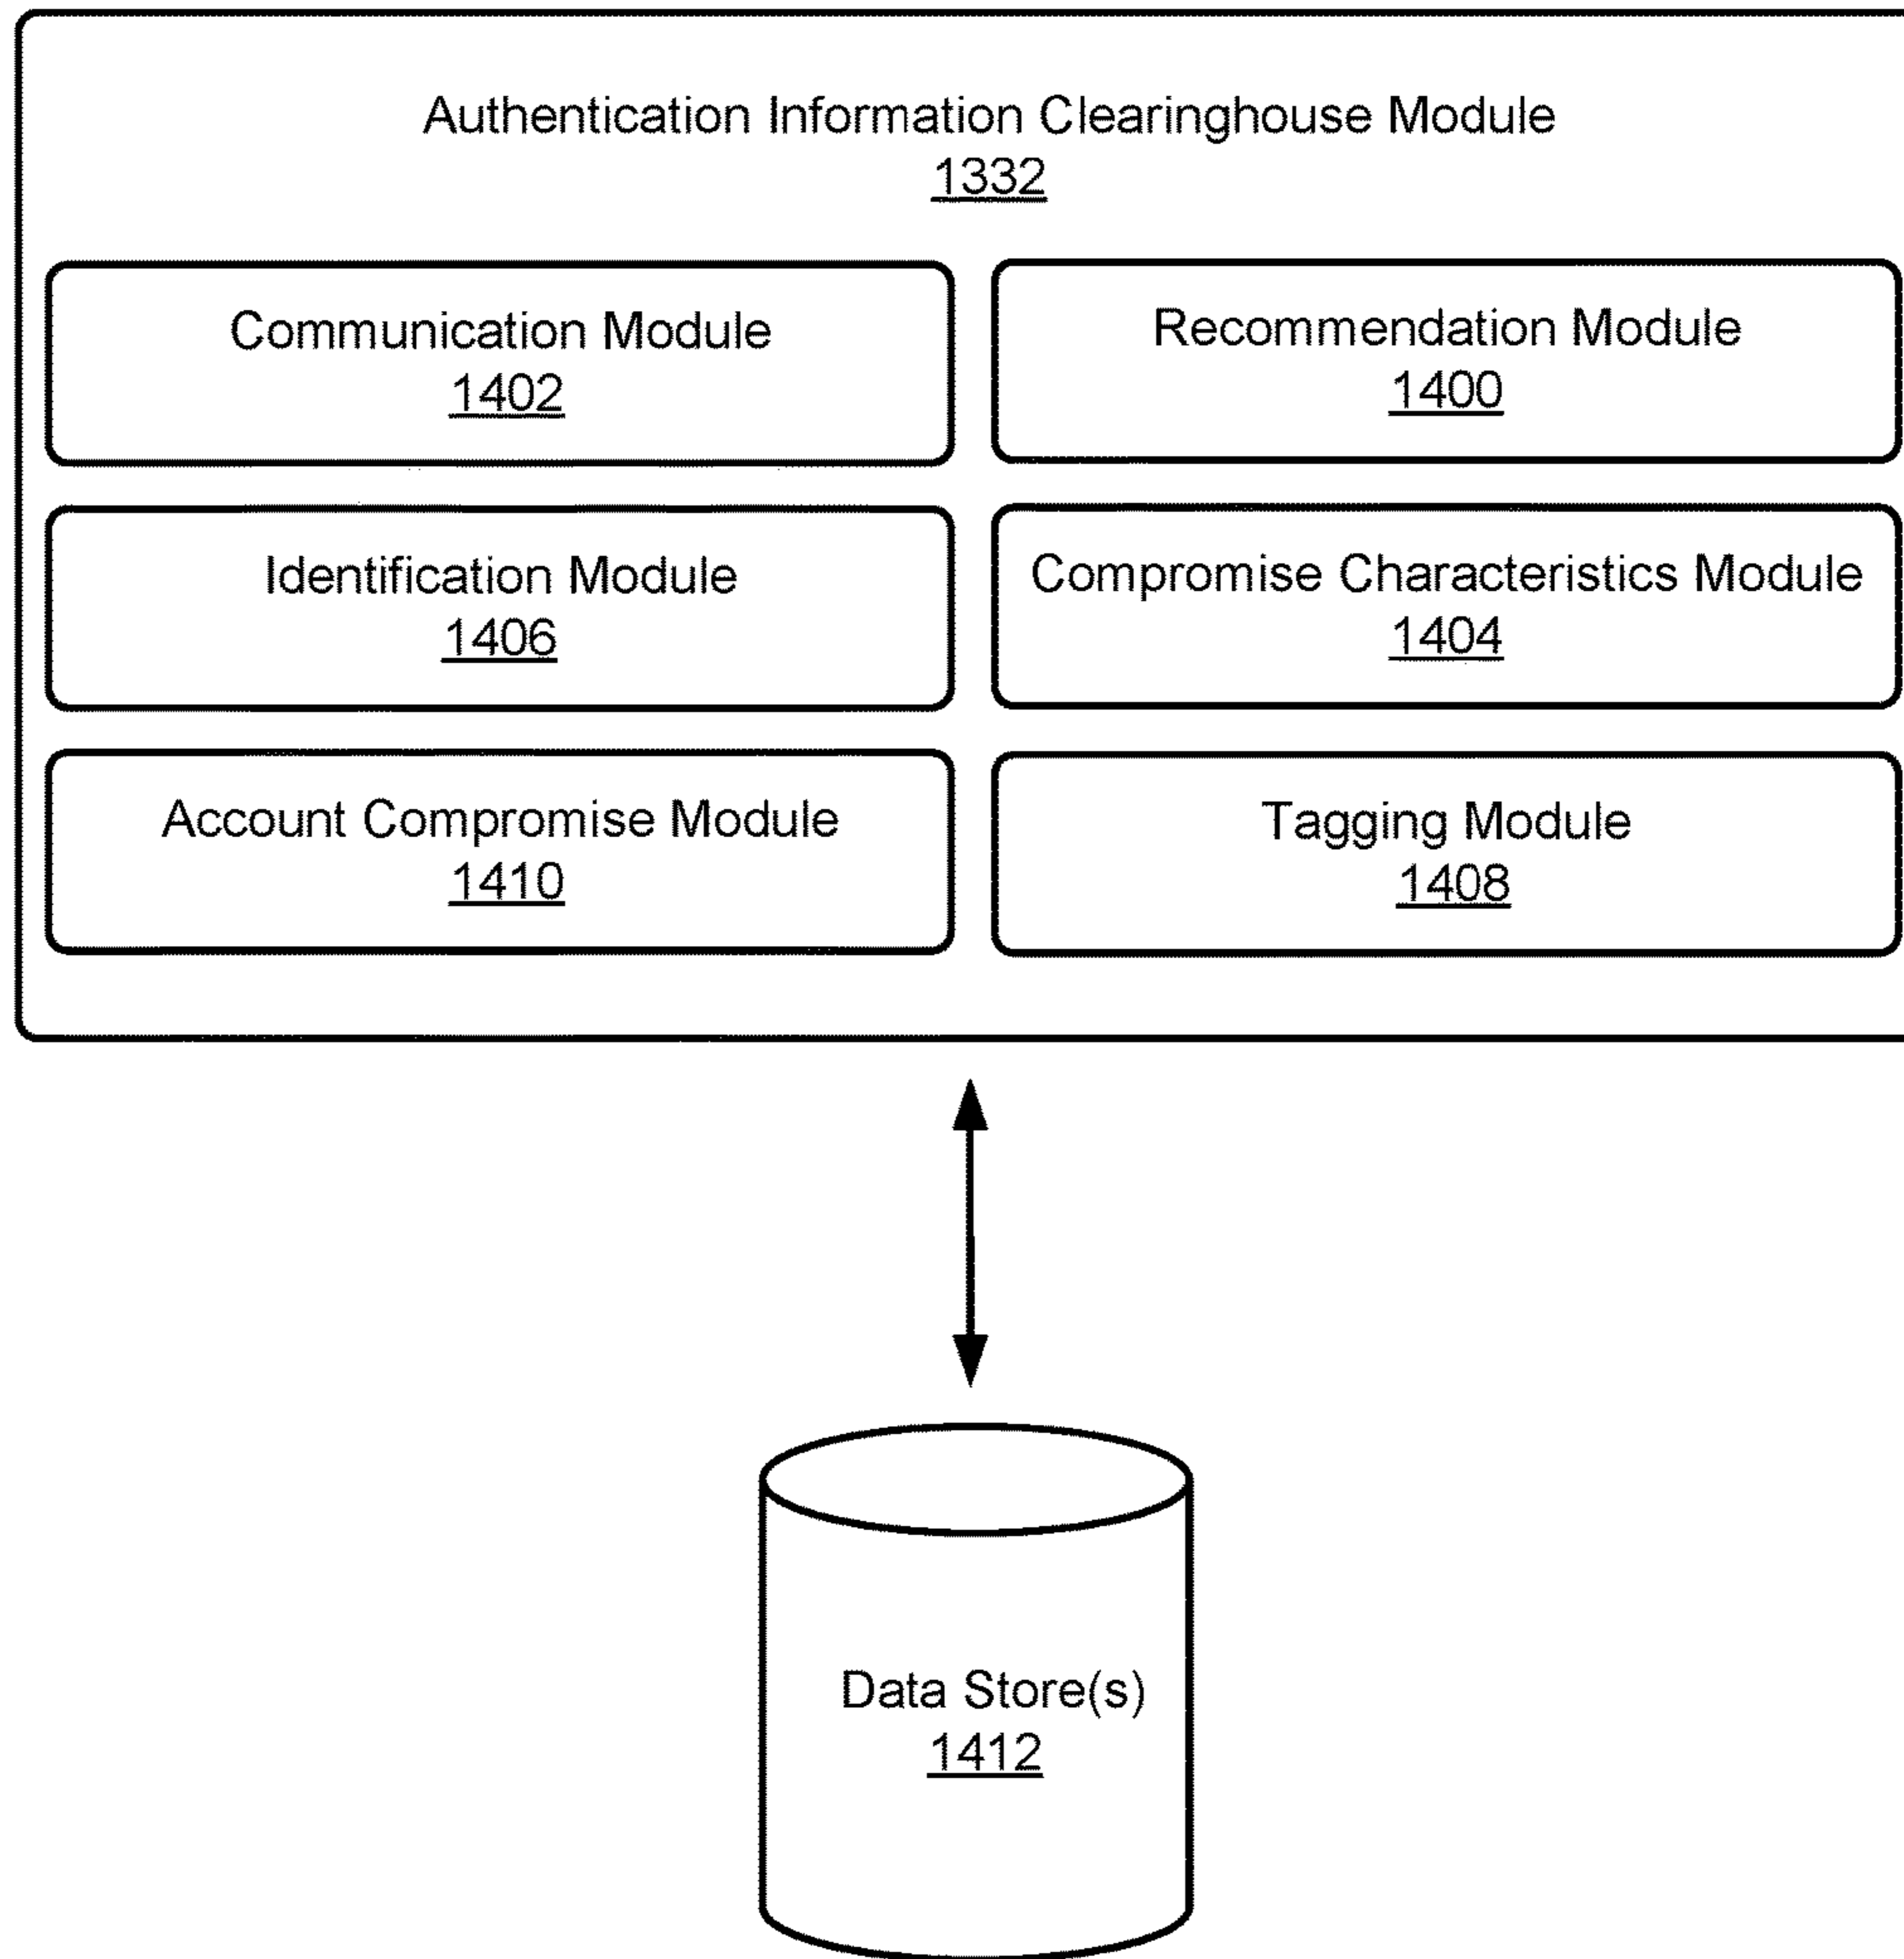 Authentication Information Clearinghouse Module
1332
Communication Module
1402
Recommendation Module
1400
Identification Module
1406
Compromise Characteristics Module
1404
Account Compromise Module
1410
Tagging Module
1408
Data Store(s)
1412